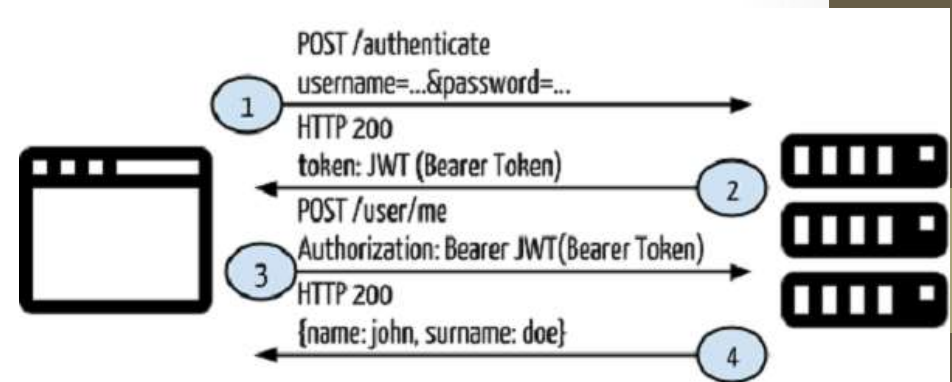 POST /authenticate
username=...&password=...
1
HTTP 200
token: JWT (Bearer Token)
2
POST /user/me
Authorization: Bearer JWT(Bearer Token)
3
HTTP 200
{name: john, surname: doe}
4